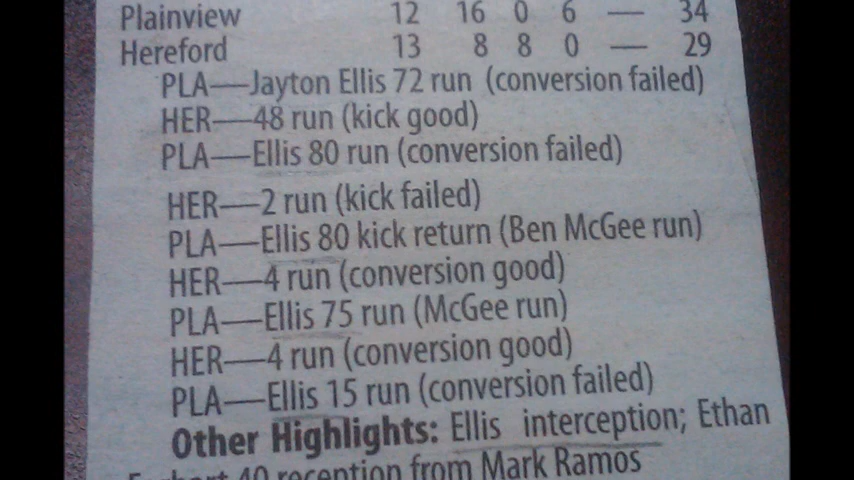 Plainview 12 16 0 6 — 34
Hereford 13 8 8 0 — 29
PLA—Jayton Ellis 72 run (conversion failed)
HER—48 run (kick good)
PLA—Ellis 80 run (conversion failed)
HER—2 run (kick failed)
PLA—Ellis 80 kick return (Ben McGee run)
HER—4 run (conversion good)
PLA—Ellis 75 run (McGee run)
HER—4 run (conversion good)
PLA—Ellis 15 run (conversion failed)
Other Highlights: Ellis interception; Ethan
40 reception from Mark Ramos